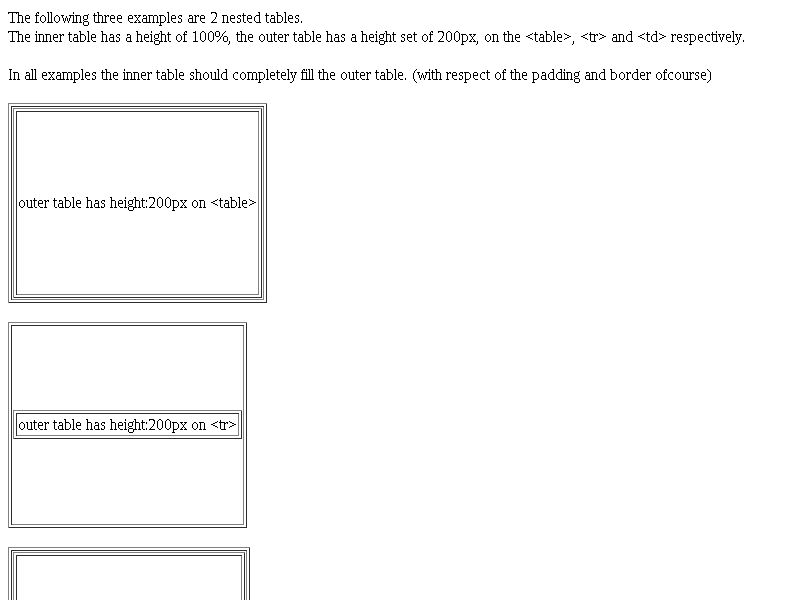 The following three examples are 2 nested tables.
The inner table has a height of 100%, the outer table has a height set of 200px, on the <table>, <tr> and <td> respectively.
In all examples the inner table should completely fill the outer table. (with respect of the padding and border ofcourse)
outer table has height:200px on <table>
outer table has height:200px on <tr>